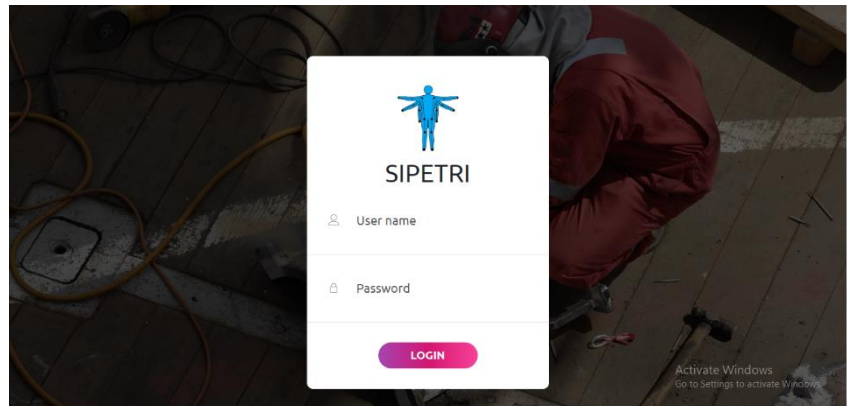 SIPETRI
User name
Password
LOGIN
Activate Windows
Go to Settings to activate Windows.